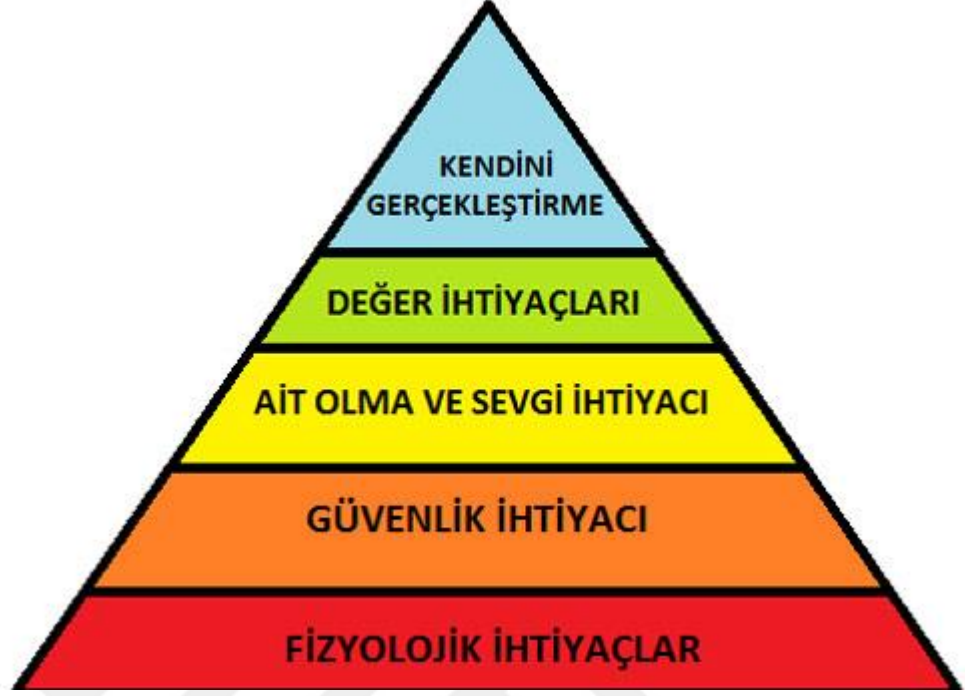 KENDİNİ
GERÇEKLEŞTİRME
DEĞER İHTİYAÇLARI
AİT OLMA VE SEVGİ İHTİYACI
GÜVENLİK İHTİYACI
FİZYOLOJİK İHTİYAÇLAR